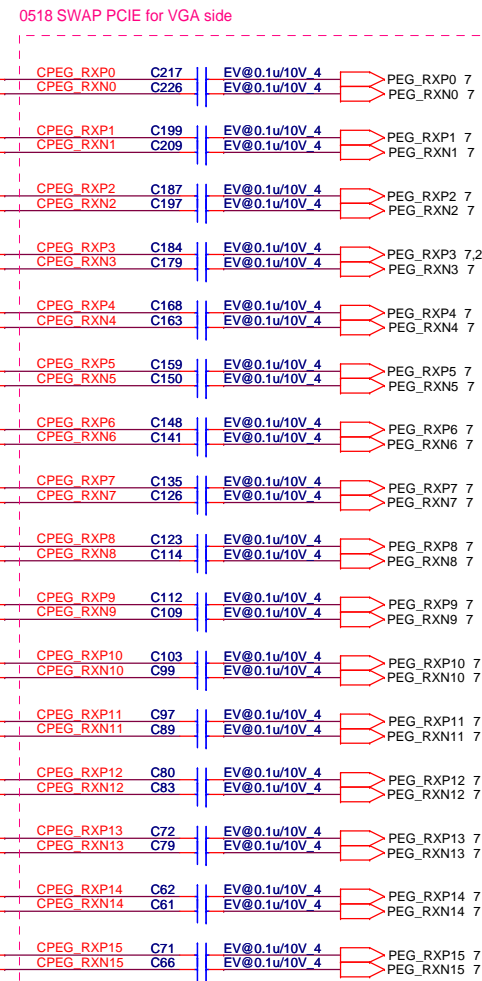 0518 SWAP PCIE for VGA side
CPEG_RXP0 C217 EV@0.1u/10V_4 PEG_RXP0 7
CPEG_RXN0 C226 EV@0.1u/10V_4 PEG_RXN0 7
CPEG_RXP1 C199 EV@0.1u/10V_4 PEG_RXP1 7
CPEG_RXN1 C209 EV@0.1u/10V_4 PEG_RXN1 7
CPEG_RXP2 C187 EV@0.1u/10V_4 PEG_RXP2 7
CPEG_RXN2 C197 EV@0.1u/10V_4 PEG_RXN2 7
CPEG_RXP3 C184 EV@0.1u/10V_4 PEG_RXP3 7,2
CPEG_RXN3 C179 EV@0.1u/10V_4 PEG_RXN3 7
CPEG_RXP4 C168 EV@0.1u/10V_4 PEG_RXP4 7
CPEG_RXN4 C163 EV@0.1u/10V_4 PEG_RXN4 7
CPEG_RXP5 C159 EV@0.1u/10V_4 PEG_RXP5 7
CPEG_RXN5 C150 EV@0.1u/10V_4 PEG_RXN5 7
CPEG_RXP6 C148 EV@0.1u/10V_4 PEG_RXP6 7
CPEG_RXN6 C141 EV@0.1u/10V_4 PEG_RXN6 7
CPEG_RXP7 C135 EV@0.1u/10V_4 PEG_RXP7 7
CPEG_RXN7 C126 EV@0.1u/10V_4 PEG_RXN7 7
CPEG_RXP8 C123 EV@0.1u/10V_4 PEG_RXP8 7
CPEG_RXN8 C114 EV@0.1u/10V_4 PEG_RXN8 7
CPEG_RXP9 C112 EV@0.1u/10V_4 PEG_RXP9 7
CPEG_RXN9 C109 EV@0.1u/10V_4 PEG_RXN9 7
CPEG_RXP10 C103 EV@0.1u/10V_4 PEG_RXP10 7
CPEG_RXN10 C99 EV@0.1u/10V_4 PEG_RXN10 7
CPEG_RXP11 C97 EV@0.1u/10V_4 PEG_RXP11 7
CPEG_RXN11 C89 EV@0.1u/10V_4 PEG_RXN11 7
CPEG_RXP12 C80 EV@0.1u/10V_4 PEG_RXP12 7
CPEG_RXN12 C83 EV@0.1u/10V_4 PEG_RXN12 7
CPEG_RXP13 C72 EV@0.1u/10V_4 PEG_RXP13 7
CPEG_RXN13 C79 EV@0.1u/10V_4 PEG_RXN13 7
CPEG_RXP14 C62 EV@0.1u/10V_4 PEG_RXP14 7
CPEG_RXN14 C61 EV@0.1u/10V_4 PEG_RXN14 7
CPEG_RXP15 C71 EV@0.1u/10V_4 PEG_RXP15 7
CPEG_RXN15 C66 EV@0.1u/10V_4 PEG_RXN15 7